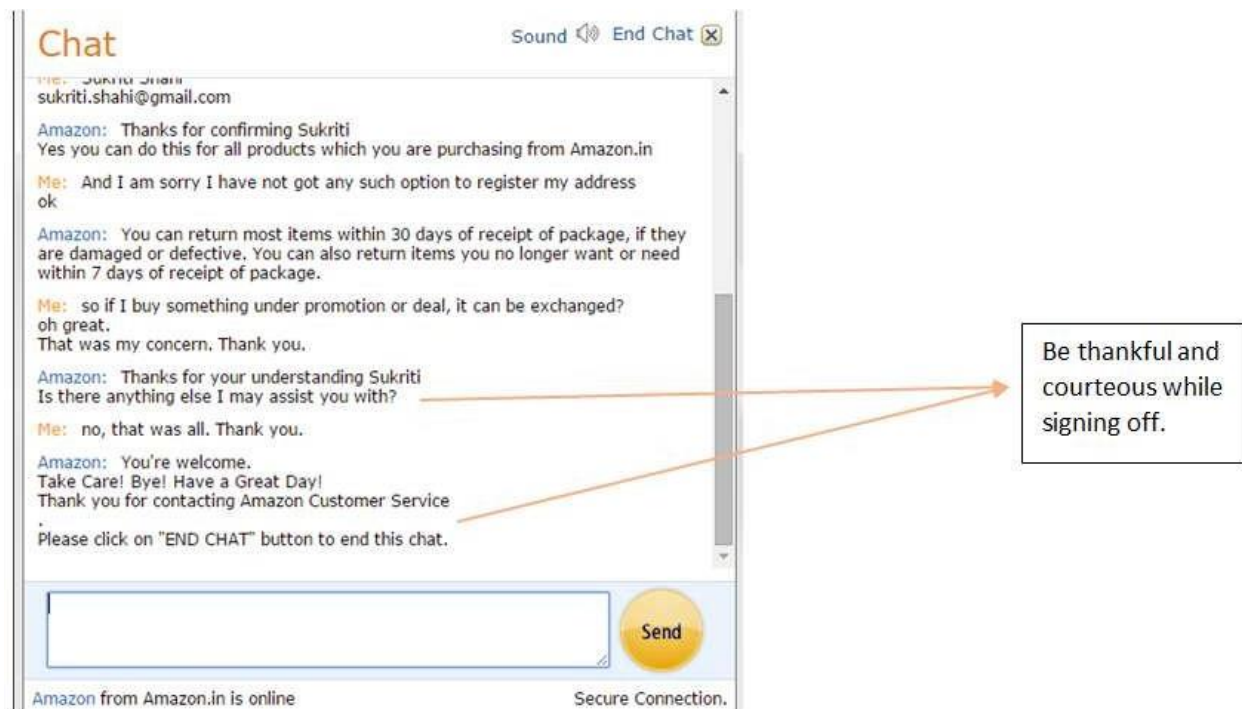 Chat
Sound End Chat
Me: Sukriti Shahi
sukriti.shahi@gmail.com
Amazon: Thanks for confirming Sukriti
Yes you can do this for all products which you are purchasing from Amazon.in
Me: And I am sorry I have not got any such option to register my address
ok
Amazon: You can return most items within 30 days of receipt of package, if they
are damaged or defective. You can also return items you no longer want or need
within 7 days of receipt of package.
Me: so if I buy something under promotion or deal, it can be exchanged?
oh great.
That was my concern. Thank you.
Amazon: Thanks for your understanding Sukriti
Is there anything else I may assist you with?
Me: no, that was all. Thank you.
Amazon: You're welcome.
Take Care! Bye! Have a Great Day!
Thank you for contacting Amazon Customer Service
.
Please click on "END CHAT" button to end this chat.
Send
Amazon from Amazon.in is online
Secure Connection.
Be thankful and
courteous while
signing off.